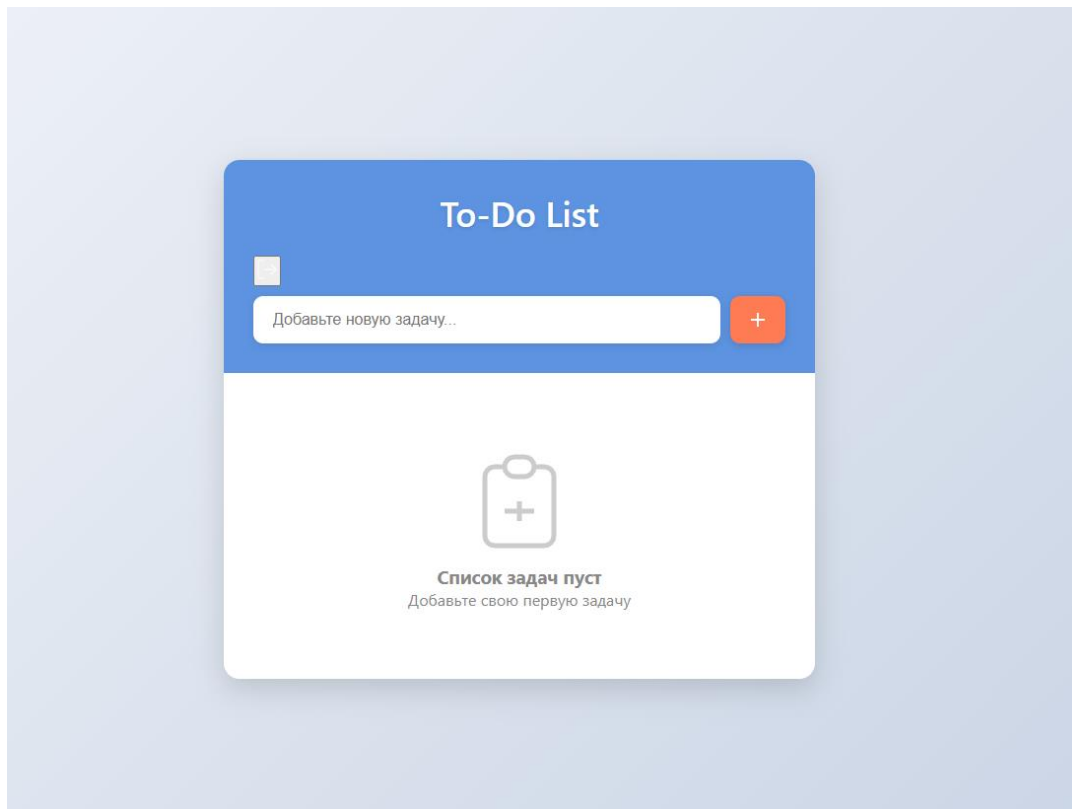 To-Do List
Добавьте новую задачу...
+
Список задач пуст
Добавьте свою первую задачу